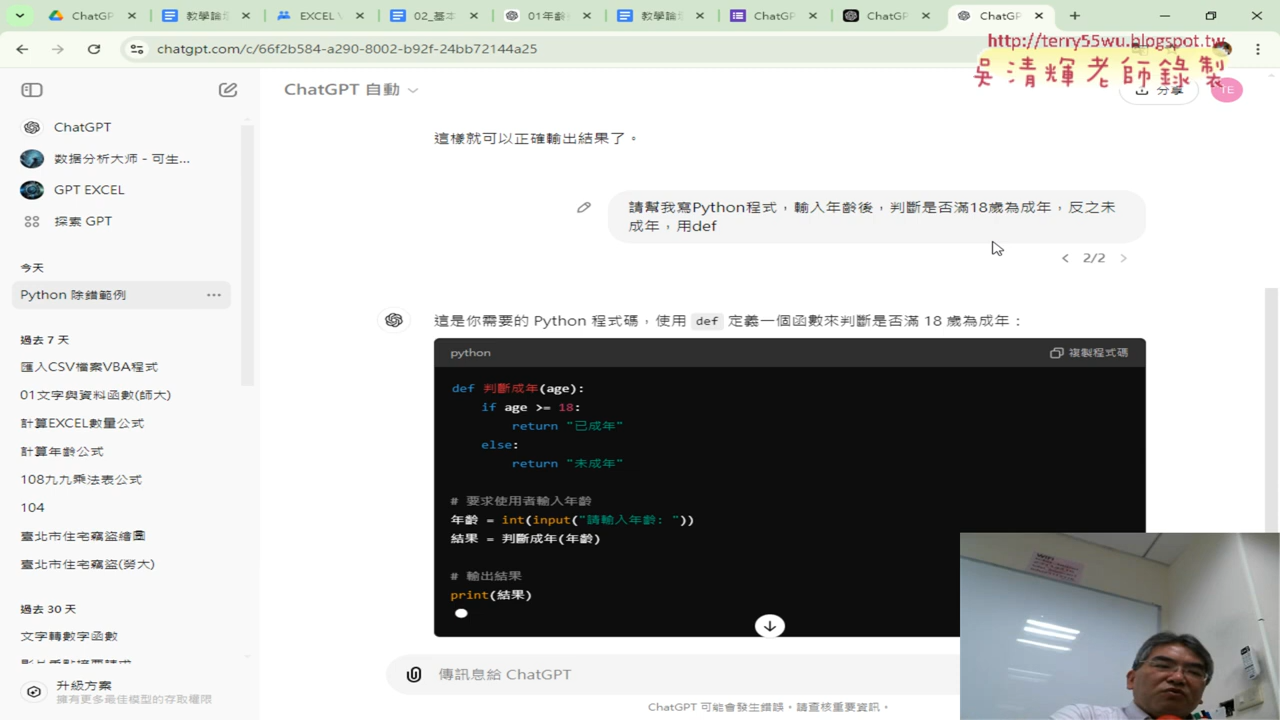 ChatGP
教學論
EXCEL V
02_基本
01年齡
教學論
ChatGP
ChatGP
ChatGP
chatgpt.com/c/66f2b584-a290-8002-b92f-24bb72144a25
http://terry55wu.blogspot.tw
吳清輝老師錄製
ChatGPT 自動
分享
TE
ChatGPT
数据分析大师 - 可生...
GPT EXCEL
探索 GPT
今天
Python 除錯範例
過去 7 天
匯入CSV檔案VBA程式
01文字與資料函數(師大)
計算EXCEL數量公式
計算年齡公式
108九九乘法表公式
104
臺北市住宅竊盜繪圖
臺北市住宅竊盜(勞大)
過去 30 天
文字轉數字函數
升級方案
擁有更多最佳模型的存取權限
這樣就可以正確輸出結果了。
請幫我寫Python程式，輸入年齡後，判斷是否滿18歲為成年，反之未
成年，用def
2/2
這是你需要的 Python 程式碼，使用 def 定義一個函數來判斷是否滿 18 歲為成年：
python
複製程式碼
def 判斷成年(age):
    if age >= 18:
        return "已成年"
    else:
        return "未成年"
# 要求使用者輸入年齡
年齡 = int(input("請輸入年齡: "))
結果 = 判斷成年(年齡)
# 輸出結果
print(結果)
傳訊息給 ChatGPT
ChatGPT 可能會發生錯誤。請查核重要資訊。